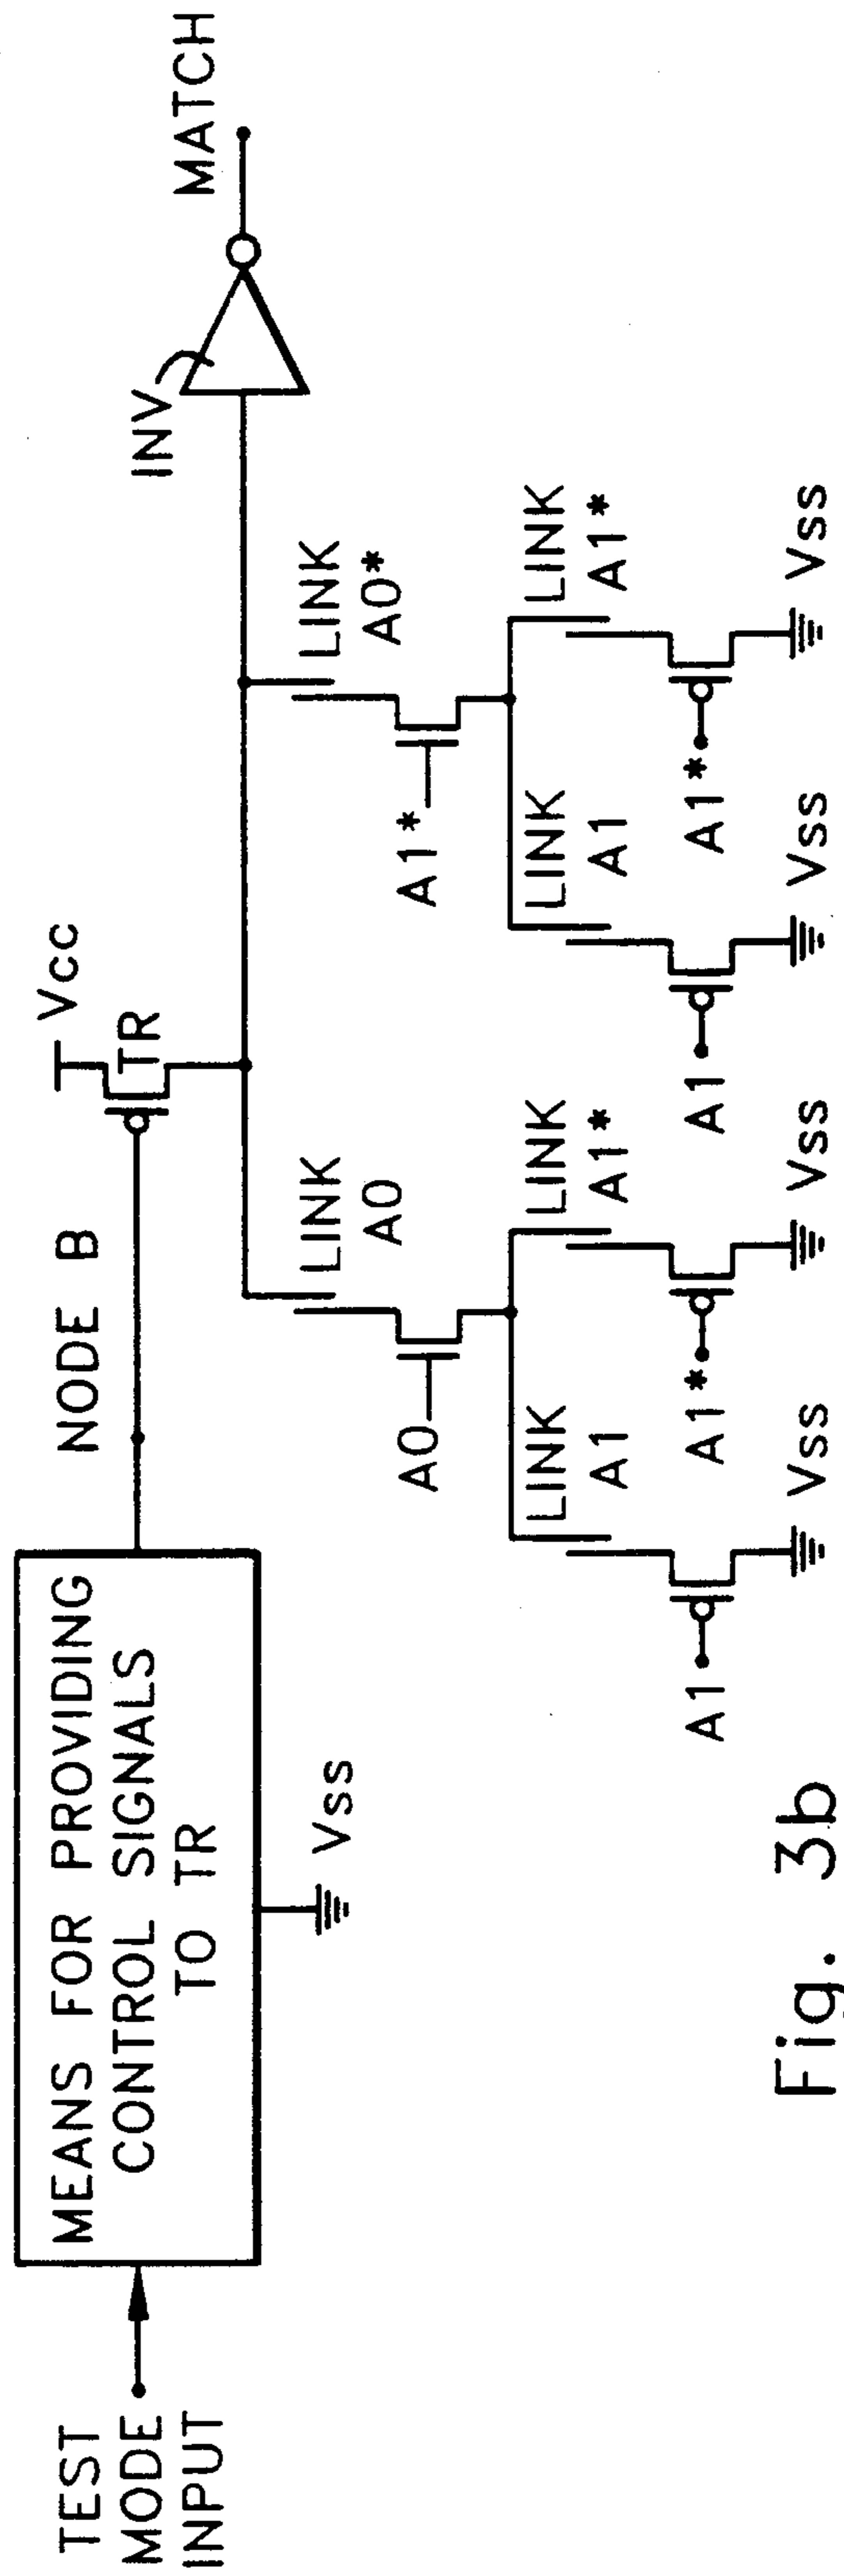 TEST
MODE
INPUT
MEANS FOR PROVIDING
CONTROL SIGNALS
TO TR
Vss
NODE B
Vcc
TR
INV
MATCH
LINK
A0
A0
LINK
A0*
A1*
LINK
A1
LINK
A1*
LINK
A1
LINK
A1*
A1
Vss
A1*
Vss
A1
Vss
A1*
Vss
Fig. 3b